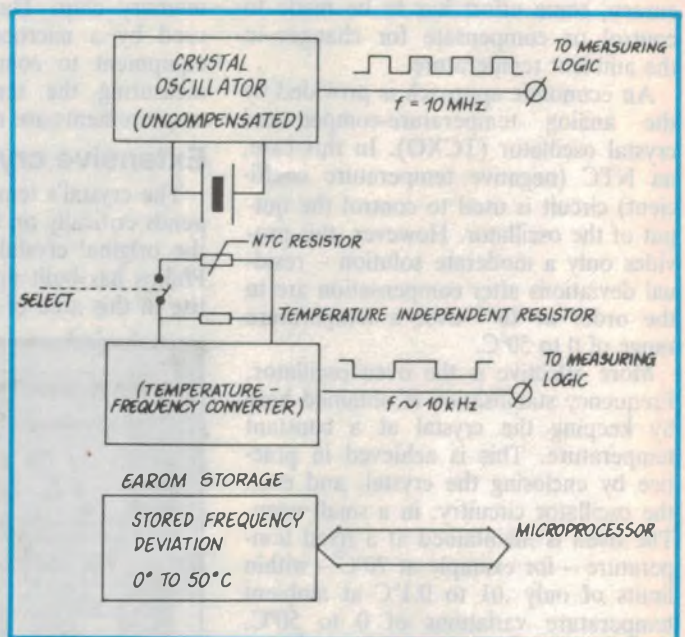 CRYSTAL
OSCILLATOR
(UNCOMPENSATED)
TO MEASURING
LOGIC
f = 10 MHz
NTC RESISTOR
SELECT
TEMPERATURE INDEPENDENT RESISTOR
(TEMPERATURE –
FREQUENCY CONVERTER)
TO MEASURING
LOGIC
f ~ 10 kHz
EAROM STORAGE
STORED FREQUENCY
DEVIATION
0° TO 50°C
MICROPROCESSOR